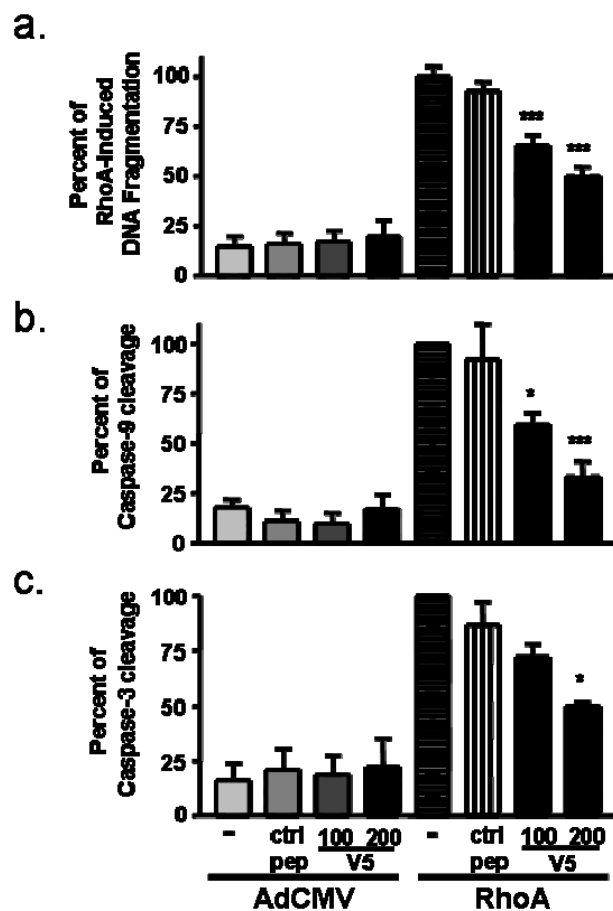 a.
Percent of
RhoA-Induced
DNA Fragmentation
100
75
50
25
0
***
***
b.
Percent of
Caspase-9 cleavage
100
75
50
25
0
*
***
c.
Percent of
Caspase-3 cleavage
100
75
50
25
0
*
- ctrl pep 100 200 - ctrl pep 100 200
V5 V5
AdCMV RhoA